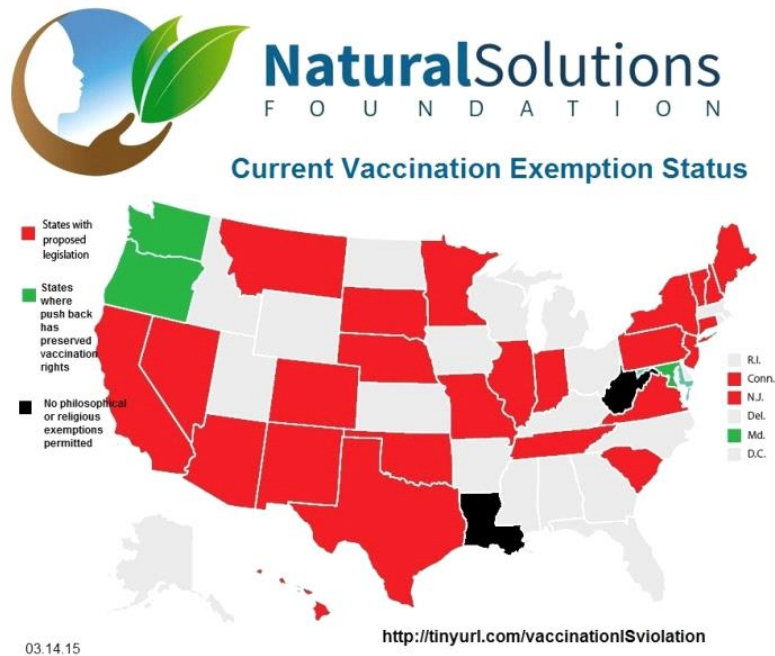 NaturalSolutions
FOUNDATION
Current Vaccination Exemption Status
States with
proposed
legislation
States
where
push back
has
preserved
vaccination
rights
No philosophical
or religious
exemptions
permitted
R.I.
Conn.
N.J.
Del.
Md.
D.C.
http://tinyurl.com/vaccinationISviolation
03.14.15